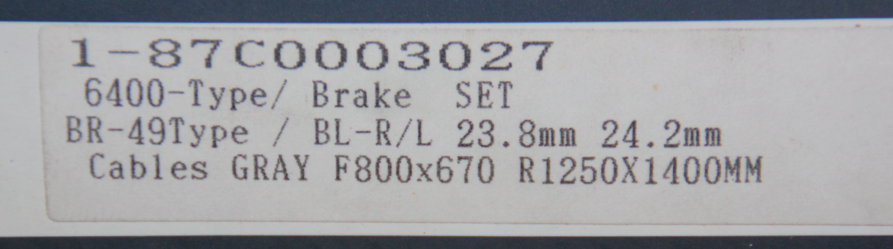 1-87C0003027
6400-Type/ Brake SET
BR-49Type / BL-R/L 23.8mm 24.2mm
Cables GRAY F800x670 R1250X1400MM